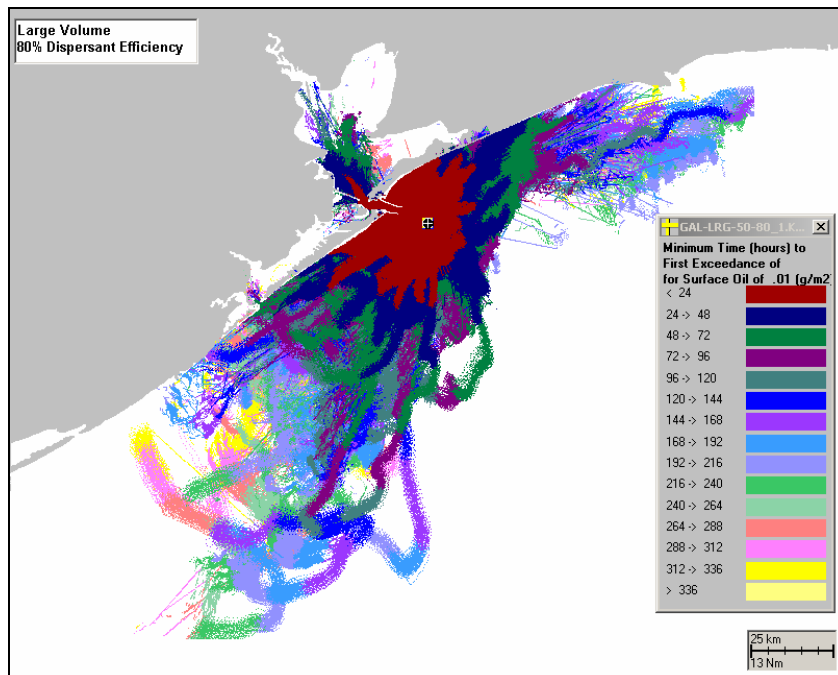 Large Volume
80% Dispersant Efficiency
GAL-LRG-50-80_1.K...
Minimum Time (hours) to
First Exceedance of
for Surface Oil of .01 (g/m2)
< 24
24 -> 48
48 -> 72
72 -> 96
96 -> 120
120 -> 144
144 -> 168
168 -> 192
192 -> 216
216 -> 240
240 -> 264
264 -> 288
288 -> 312
312 -> 336
> 336
25 km
13 Nm